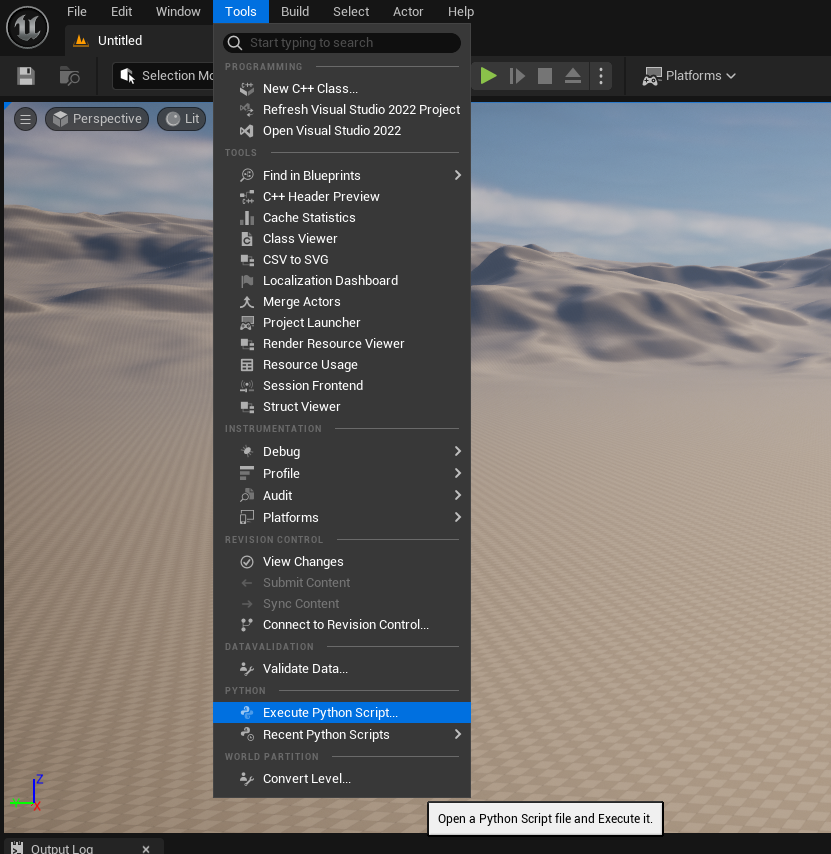 File Edit Window Tools Build Select Actor Help
Untitled
Start typing to search
Selection Mo
Platforms
Perspective
Lit
PROGRAMMING
New C++ Class...
Refresh Visual Studio 2022 Project
Open Visual Studio 2022
TOOLS
Find in Blueprints
C++ Header Preview
Cache Statistics
Class Viewer
CSV to SVG
Localization Dashboard
Merge Actors
Project Launcher
Render Resource Viewer
Resource Usage
Session Frontend
Struct Viewer
INSTRUMENTATION
Debug
Profile
Audit
Platforms
REVISION CONTROL
View Changes
Submit Content
Sync Content
Connect to Revision Control...
DATAVALIDATION
Validate Data...
PYTHON
Execute Python Script...
Recent Python Scripts
WORLD PARTITION
Convert Level...
Z
Y
X
Open a Python Script file and Execute it.
Output Log